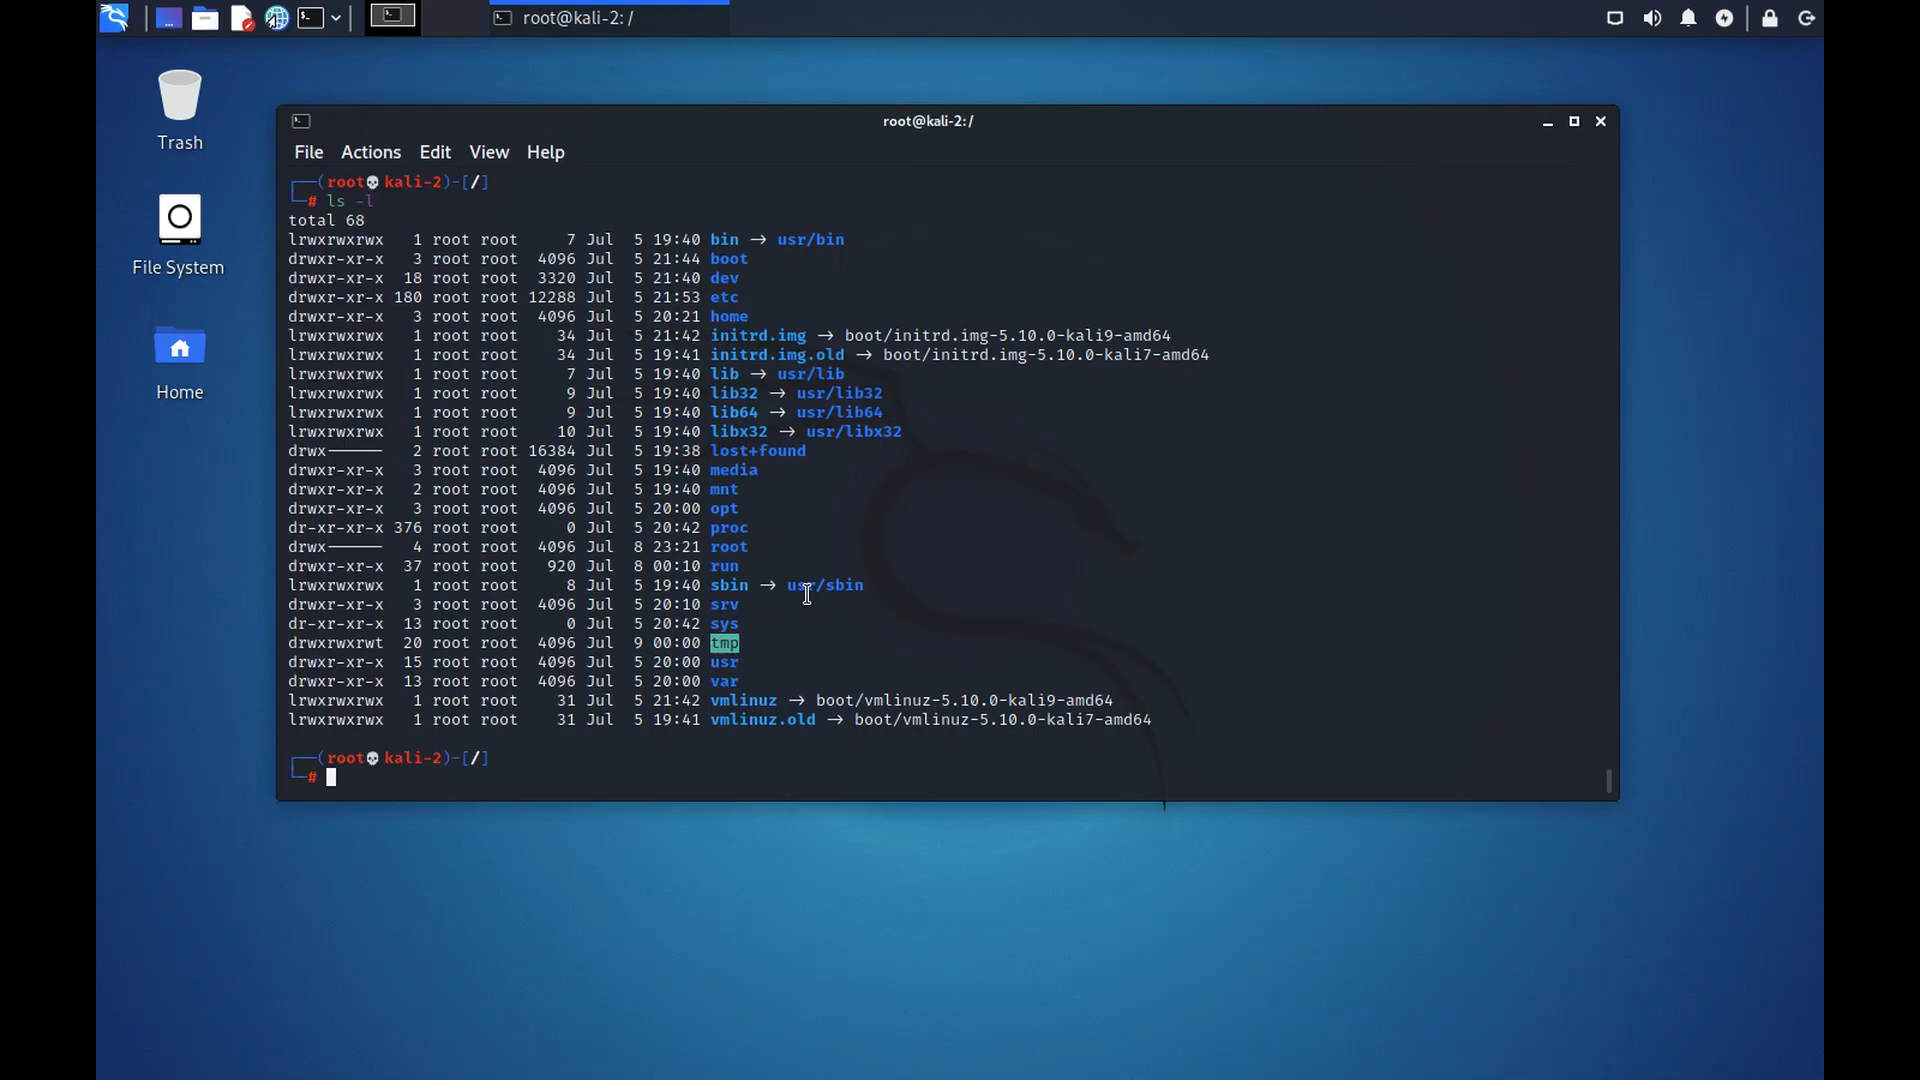 root@kali-2: /
Trash
File System
Home
root@kali-2:/
File Actions Edit View Help
┌──(root💀kali-2)-[/]
└─# ls -l
total 68
lrwxrwxrwx   1 root root     7 Jul  5 19:40 bin → usr/bin
drwxr-xr-x   3 root root  4096 Jul  5 21:44 boot
drwxr-xr-x  18 root root  3320 Jul  5 21:40 dev
drwxr-xr-x 180 root root 12288 Jul  5 21:53 etc
drwxr-xr-x   3 root root  4096 Jul  5 20:21 home
lrwxrwxrwx   1 root root    34 Jul  5 21:42 initrd.img → boot/initrd.img-5.10.0-kali9-amd64
lrwxrwxrwx   1 root root    34 Jul  5 19:41 initrd.img.old → boot/initrd.img-5.10.0-kali7-amd64
lrwxrwxrwx   1 root root     7 Jul  5 19:40 lib → usr/lib
lrwxrwxrwx   1 root root     9 Jul  5 19:40 lib32 → usr/lib32
lrwxrwxrwx   1 root root     9 Jul  5 19:40 lib64 → usr/lib64
lrwxrwxrwx   1 root root    10 Jul  5 19:40 libx32 → usr/libx32
drwx------   2 root root 16384 Jul  5 19:38 lost+found
drwxr-xr-x   3 root root  4096 Jul  5 19:40 media
drwxr-xr-x   2 root root  4096 Jul  5 19:40 mnt
drwxr-xr-x   3 root root  4096 Jul  5 20:00 opt
dr-xr-xr-x 376 root root     0 Jul  5 20:42 proc
drwx------   4 root root  4096 Jul  8 23:21 root
drwxr-xr-x  37 root root   920 Jul  8 00:10 run
lrwxrwxrwx   1 root root     8 Jul  5 19:40 sbin → usr/sbin
drwxr-xr-x   3 root root  4096 Jul  5 20:10 srv
dr-xr-xr-x  13 root root     0 Jul  5 20:42 sys
drwxrwxrwt  20 root root  4096 Jul  9 00:00 tmp
drwxr-xr-x  15 root root  4096 Jul  5 20:00 usr
drwxr-xr-x  13 root root  4096 Jul  5 20:00 var
lrwxrwxrwx   1 root root    31 Jul  5 21:42 vmlinuz → boot/vmlinuz-5.10.0-kali9-amd64
lrwxrwxrwx   1 root root    31 Jul  5 19:41 vmlinuz.old → boot/vmlinuz-5.10.0-kali7-amd64
┌──(root💀kali-2)-[/]
└─#